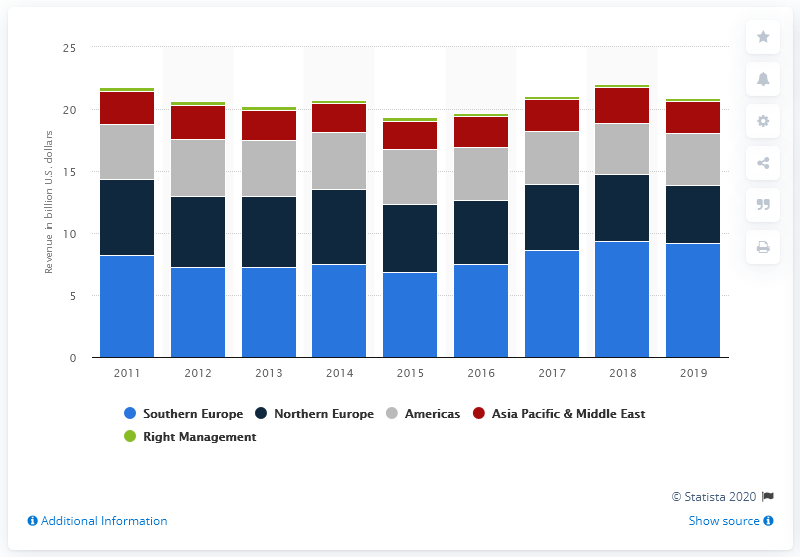 25
20
15
10
5
0
Revenue in billion U.S. dollars
2011 2012 2013 2014 2015 2016 2017 2018 2019
Southern Europe Northern Europe Americas Asia Pacific & Middle East
Right Management
© Statista 2020
Additional Information Show source